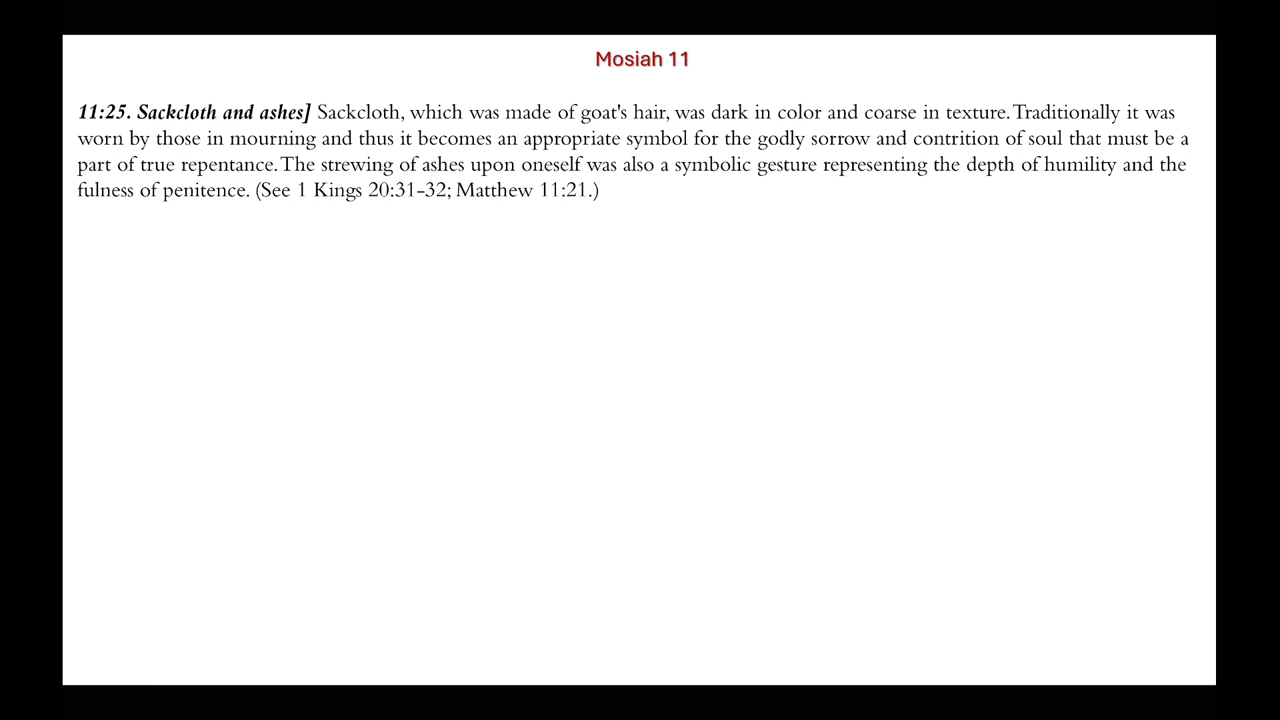 Mosiah 11
11:25. Sackcloth and ashes] Sackcloth, which was made of goat's hair, was dark in color and coarse in texture. Traditionally it was
worn by those in mourning and thus it becomes an appropriate symbol for the godly sorrow and contrition of soul that must be a
part of true repentance. The strewing of ashes upon oneself was also a symbolic gesture representing the depth of humility and the
fulness of penitence. (See 1 Kings 20:31-32; Matthew 11:21.)